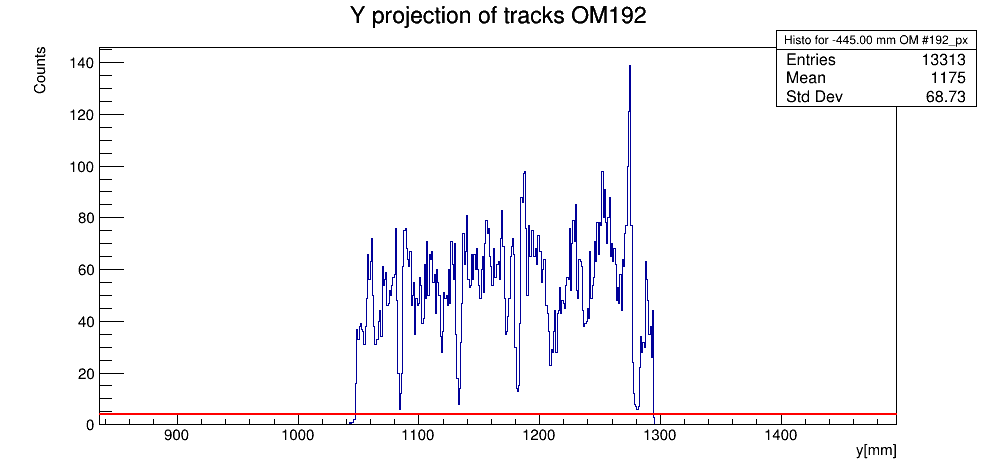 Y projection of tracks OM192
Histo for -445.00 mm OM #192_px
Entries 13313
Mean 1175
Std Dev 68.73
Counts
140
120
100
80
60
40
20
0
900 1000 1100 1200 1300 1400
y[mm]